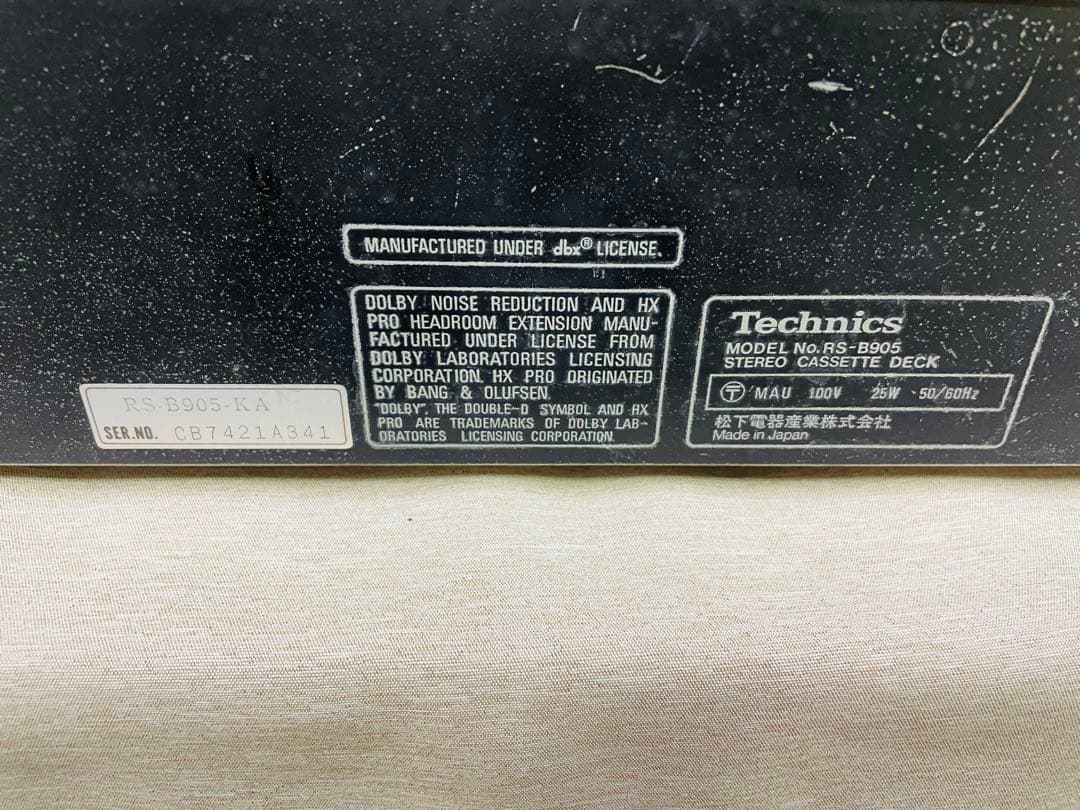 MANUFACTURED UNDER dbx® LICENSE.
DOLBY NOISE REDUCTION AND HX
PRO HEADROOM EXTENSION MANU-
FACTURED UNDER LICENSE FROM
DOLBY LABORATORIES LICENSING
CORPORATION. HX PRO ORIGINATED
BY BANG & OLUFSEN.
"DOLBY", THE DOUBLE-D SYMBOL AND HX
PRO ARE TRADEMARKS OF DOLBY LAB-
ORATORIES LICENSING CORPORATION.
Technics
MODEL No. RS-B905
STEREO CASSETTE DECK
T MAU 100V 25W ~50/60Hz
松下電器産業株式会社
Made in Japan
RS-B905-KA
SER.NO. CB7421A341